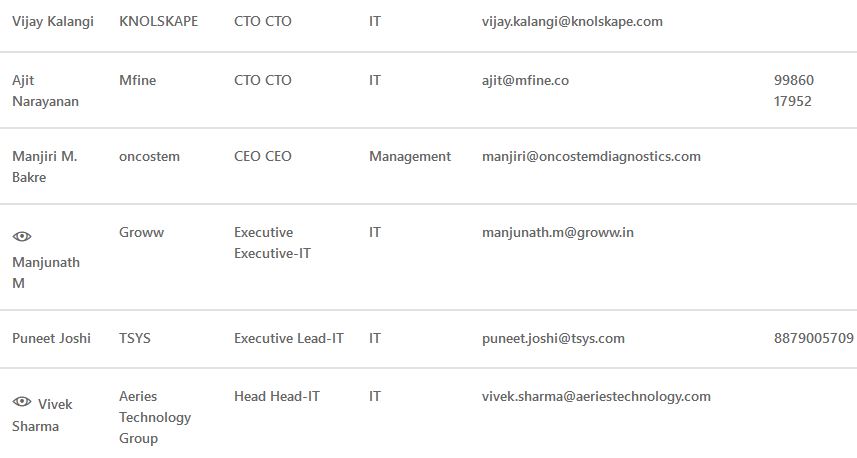 Vijay Kalangi KNOLSKAPE CTO CTO IT vijay.kalangi@knolskape.com
Ajit Mfine CTO CTO IT ajit@mfine.co 99860
Narayanan 17952
Manjiri M. oncostem CEO CEO Management manjiri@oncostemdiagnostics.com
Bakre
Groww Executive IT manjunath.m@groww.in
Executive-IT
Manjunath
M
Puneet Joshi TSYS Executive Lead-IT IT puneet.joshi@tsys.com 8879005709
Vivek Aeries Head Head-IT IT vivek.sharma@aeriestechnology.com
Sharma Technology
Group